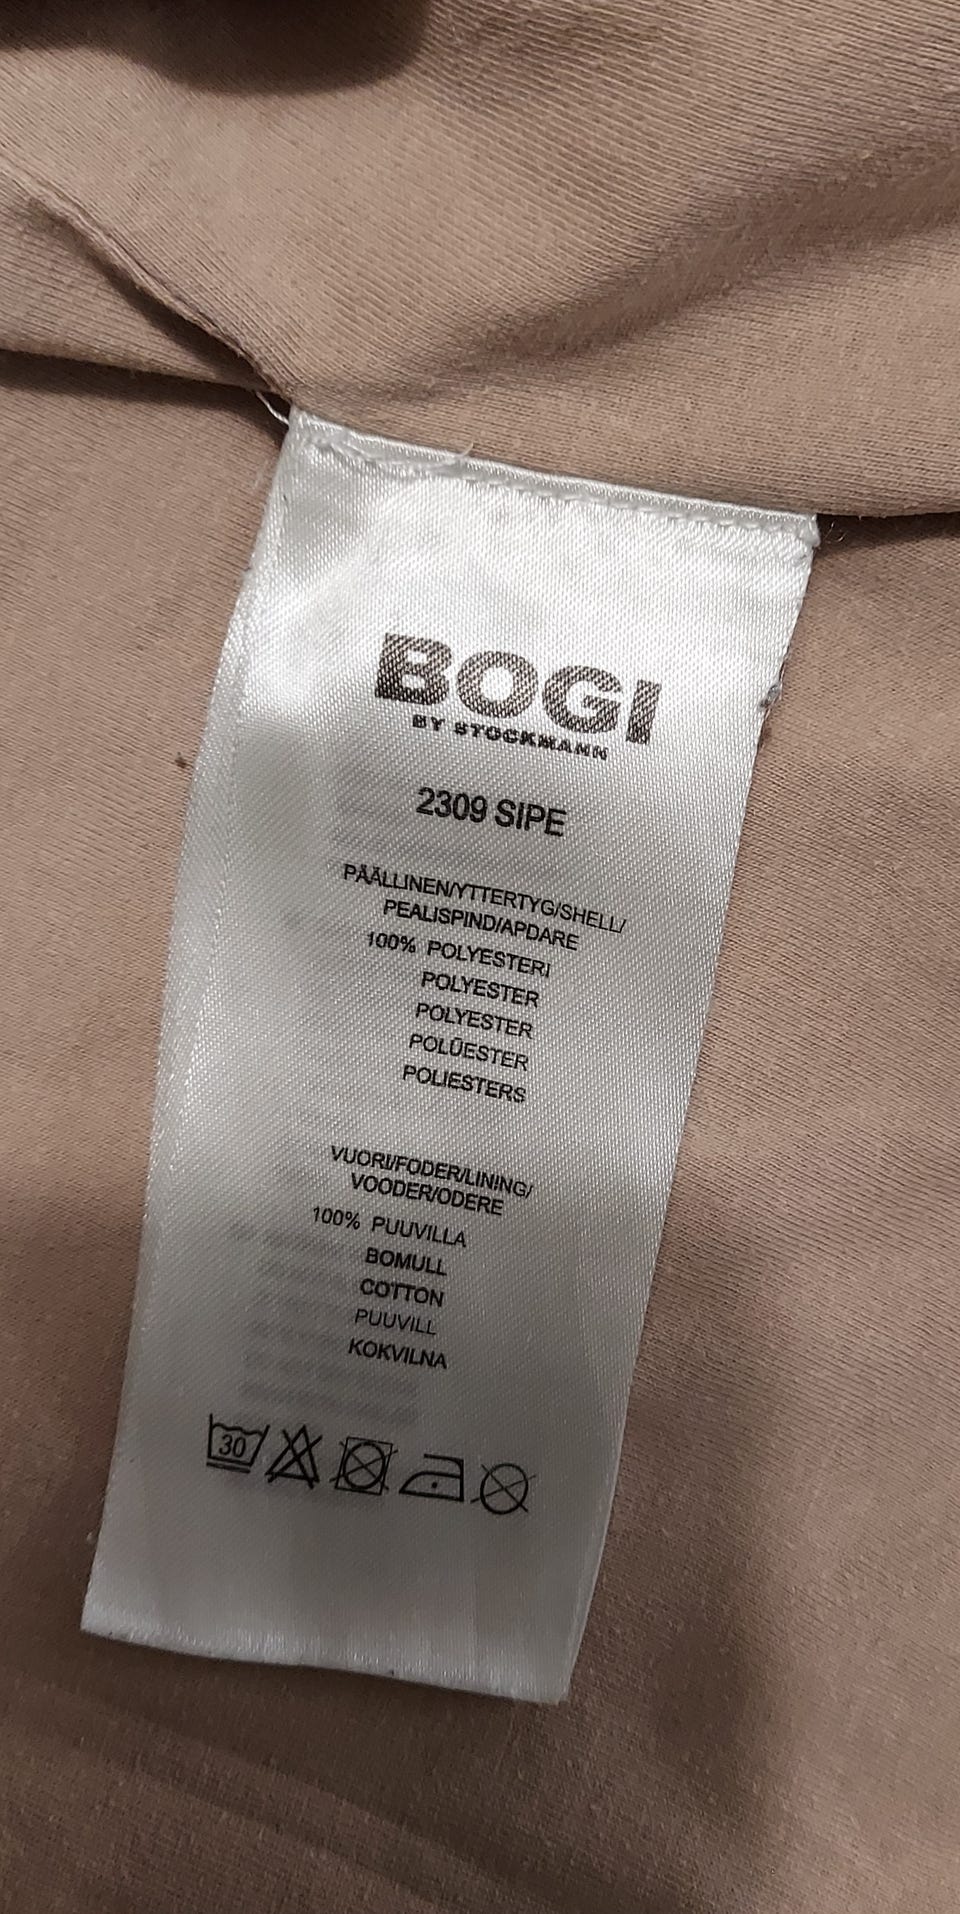 BOGI
BY STOCKMANN
2309 SIPE
PÄÄLLINEN/YTTERTYG/SHELL/
PEALISPIND/APDARE
100% POLYESTERI
POLYESTER
POLYESTER
POLÜESTER
POLIESTERS
VUORI/FODER/LINING/
VOODER/ODERE
100% PUUVILLA
BOMULL
COTTON
PUUVILL
KOKVILNA
30